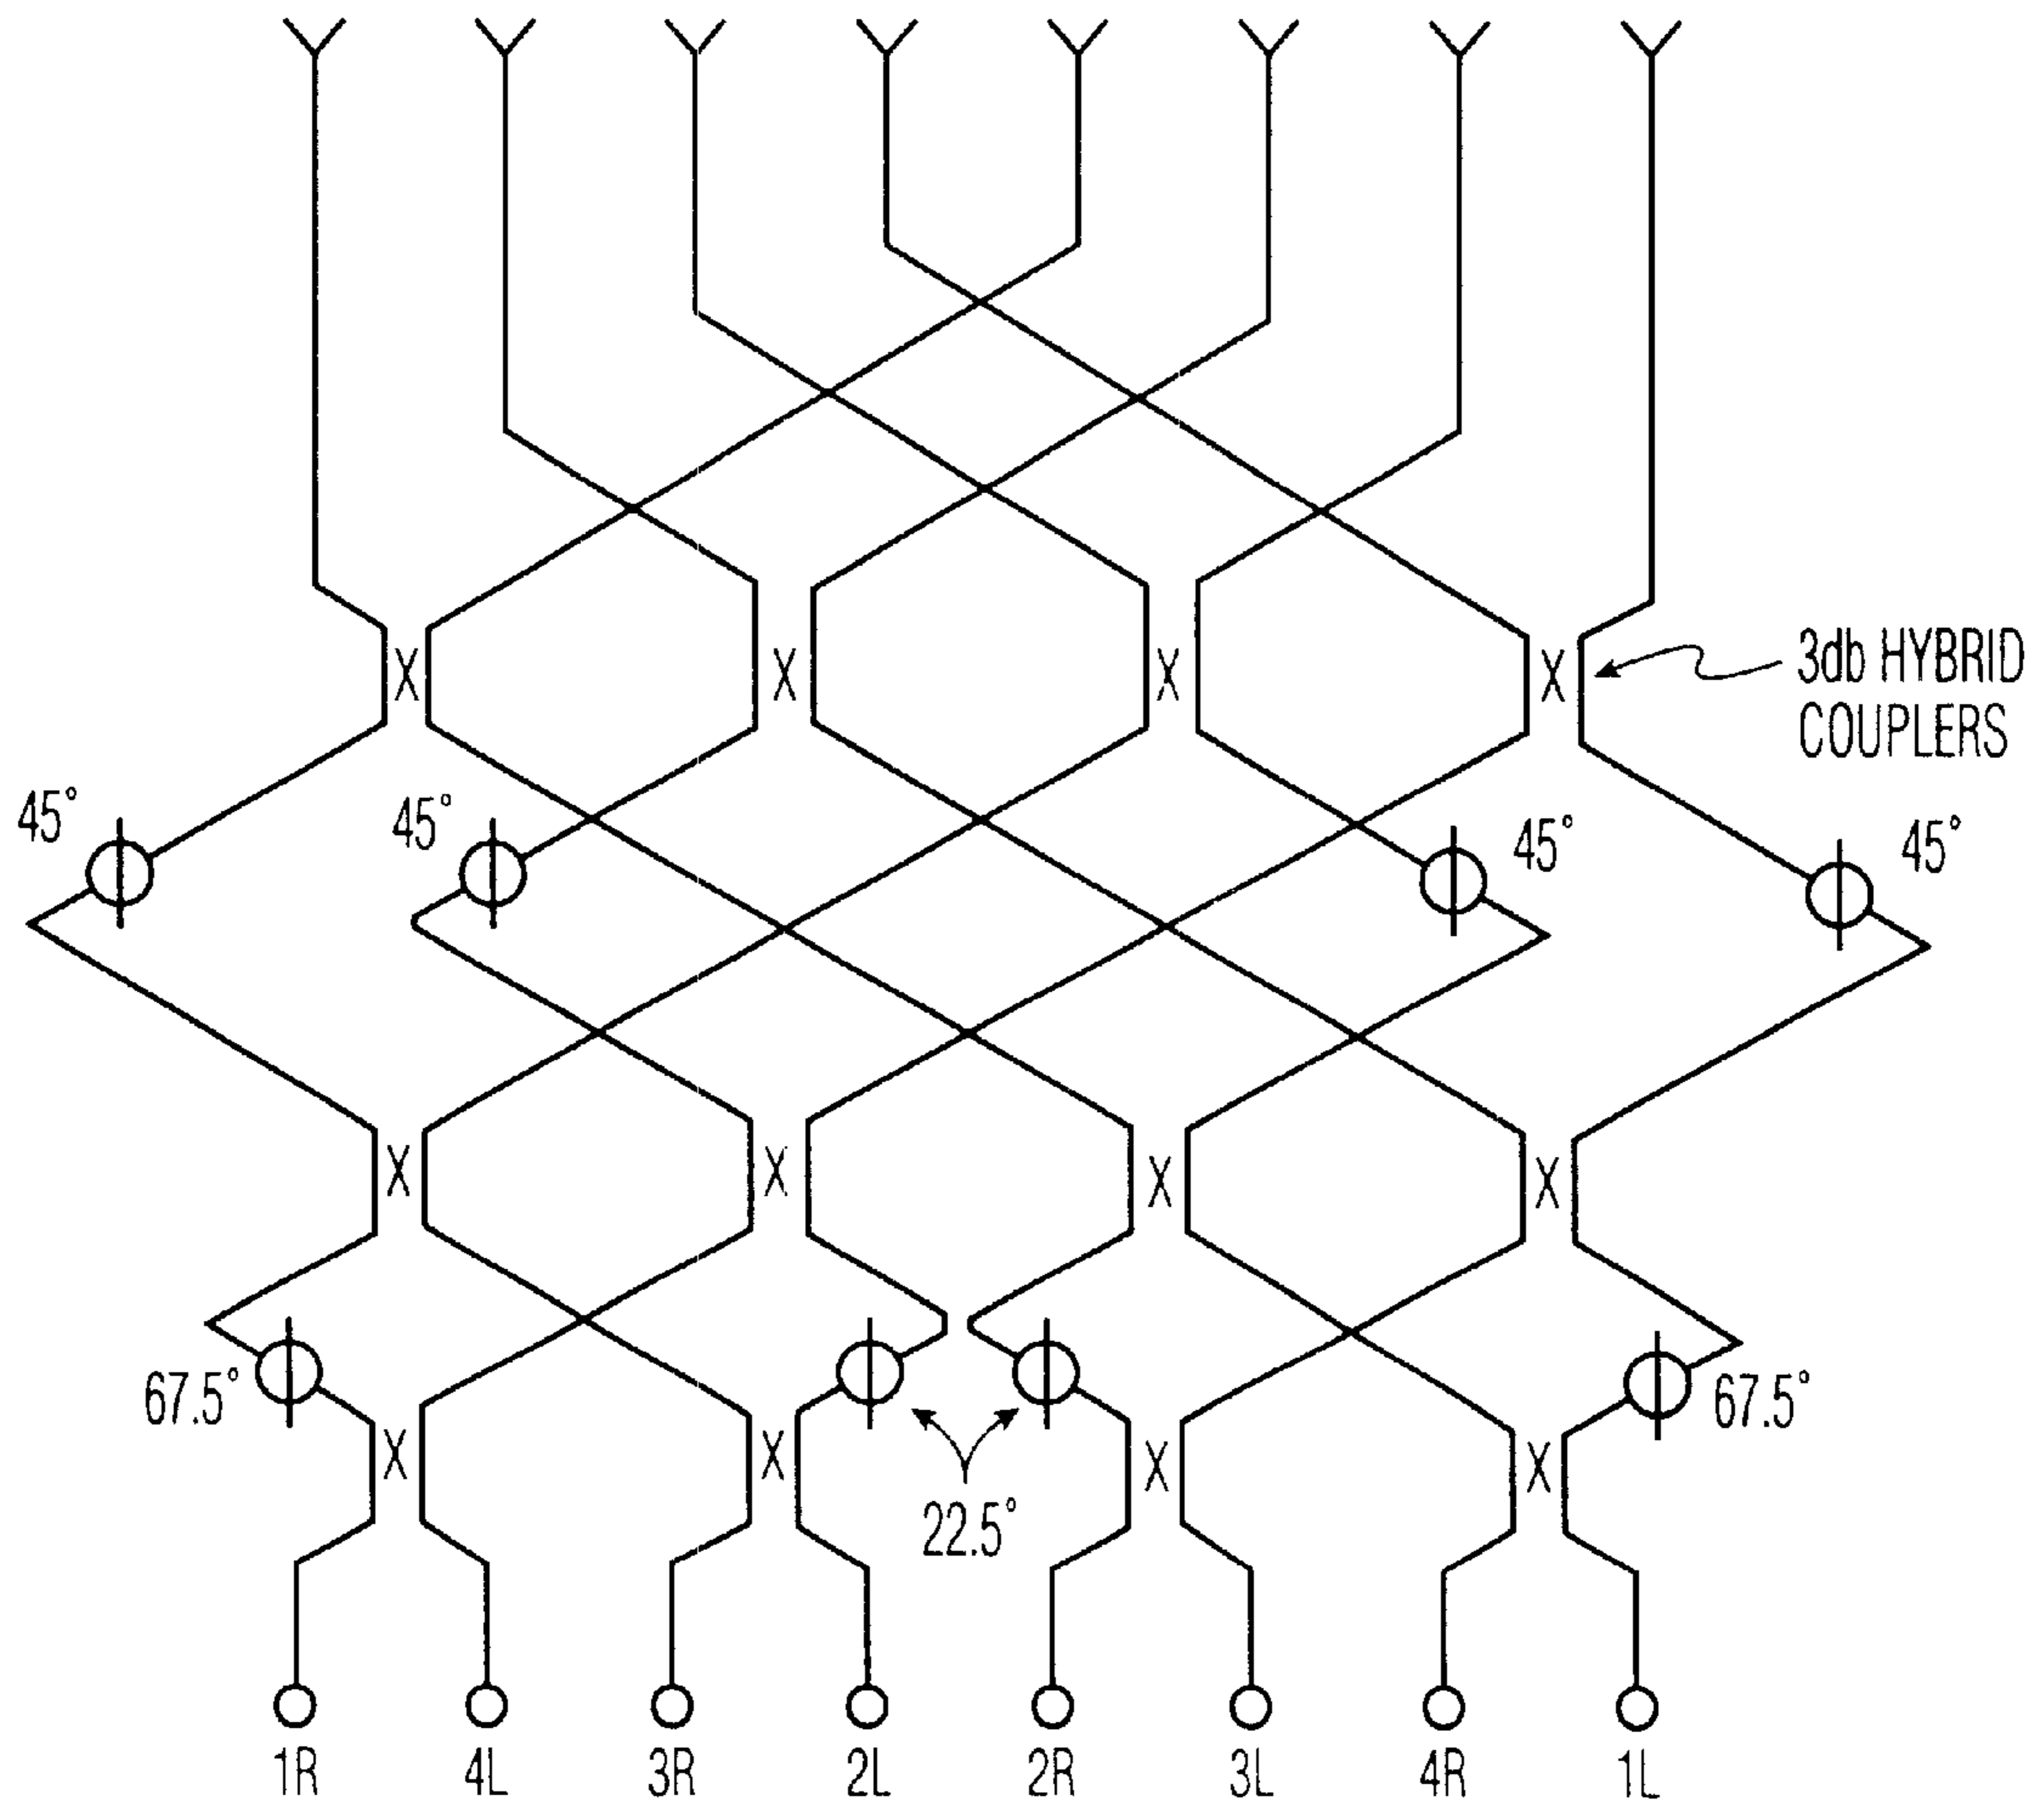 X X X X 3db HYBRID
COUPLERS
45° 45° 45° 45°
X X X X
67.5° 67.5°
X X X X
22.5°
1R 4L 3R 2L 2R 3L 4R 1L